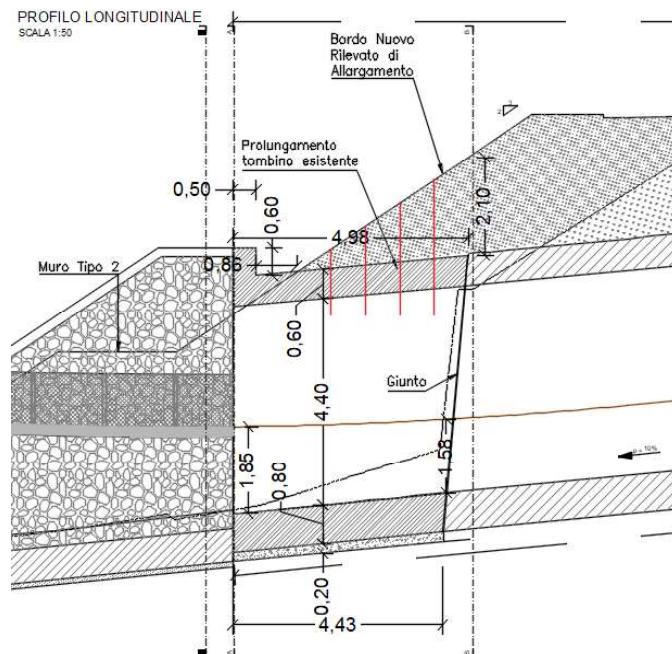 PROFILO LONGITUDINALE
SCALA 1:50
Bordo Nuovo
Rilevato di
Allargamento
Prolungamento
tombino esistente
0,50
0,60
4,98
2,10
Muro Tipo 2
0,86
0,60
Giunto
4,40
1,85
0,80
1,58
p = 10%
0,20
4,43